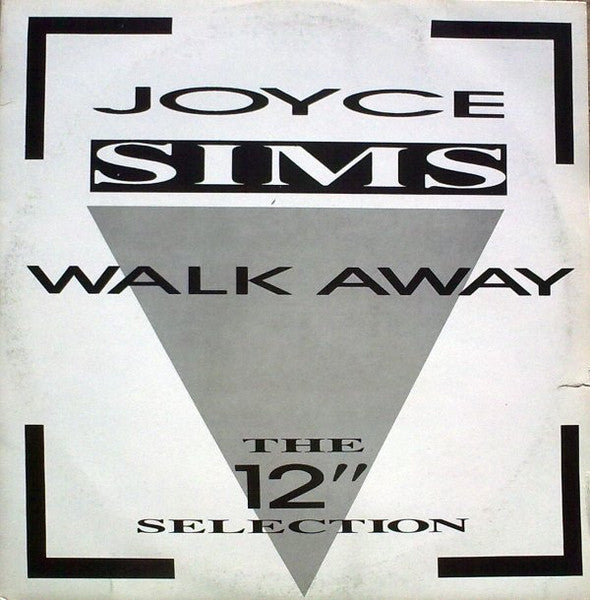 JOYCE
SIMS
WALK AWAY
THE
12"
SELECTION